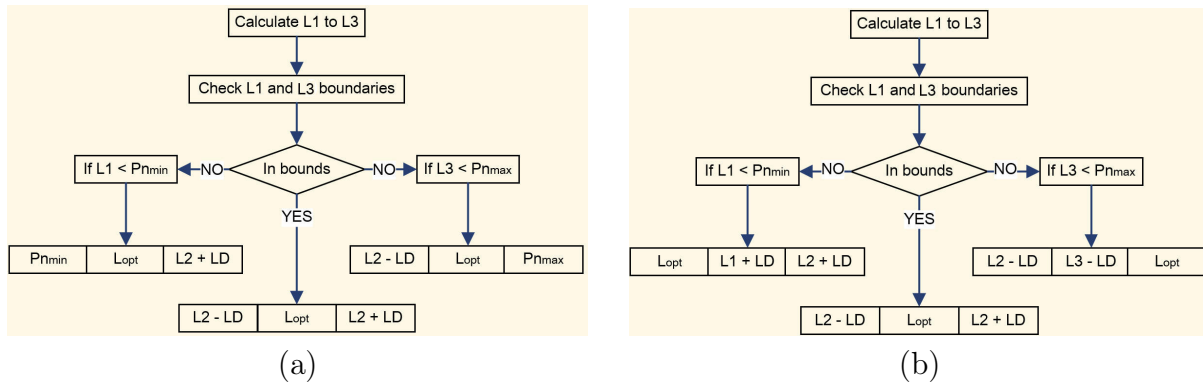 Calculate L1 to L3
Check L1 and L3 boundaries
If L1 < Pnmin
NO
In bounds
NO
If L3 < Pnmax
YES
Pnmin Lopt L2 + LD
L2 - LD Lopt Pnmax
L2 - LD Lopt L2 + LD
(a)
Calculate L1 to L3
Check L1 and L3 boundaries
If L1 < Pnmin
NO
In bounds
NO
If L3 < Pnmax
YES
Lopt L1 + LD L2 + LD
L2 - LD L3 - LD Lopt
L2 - LD Lopt L2 + LD
(b)